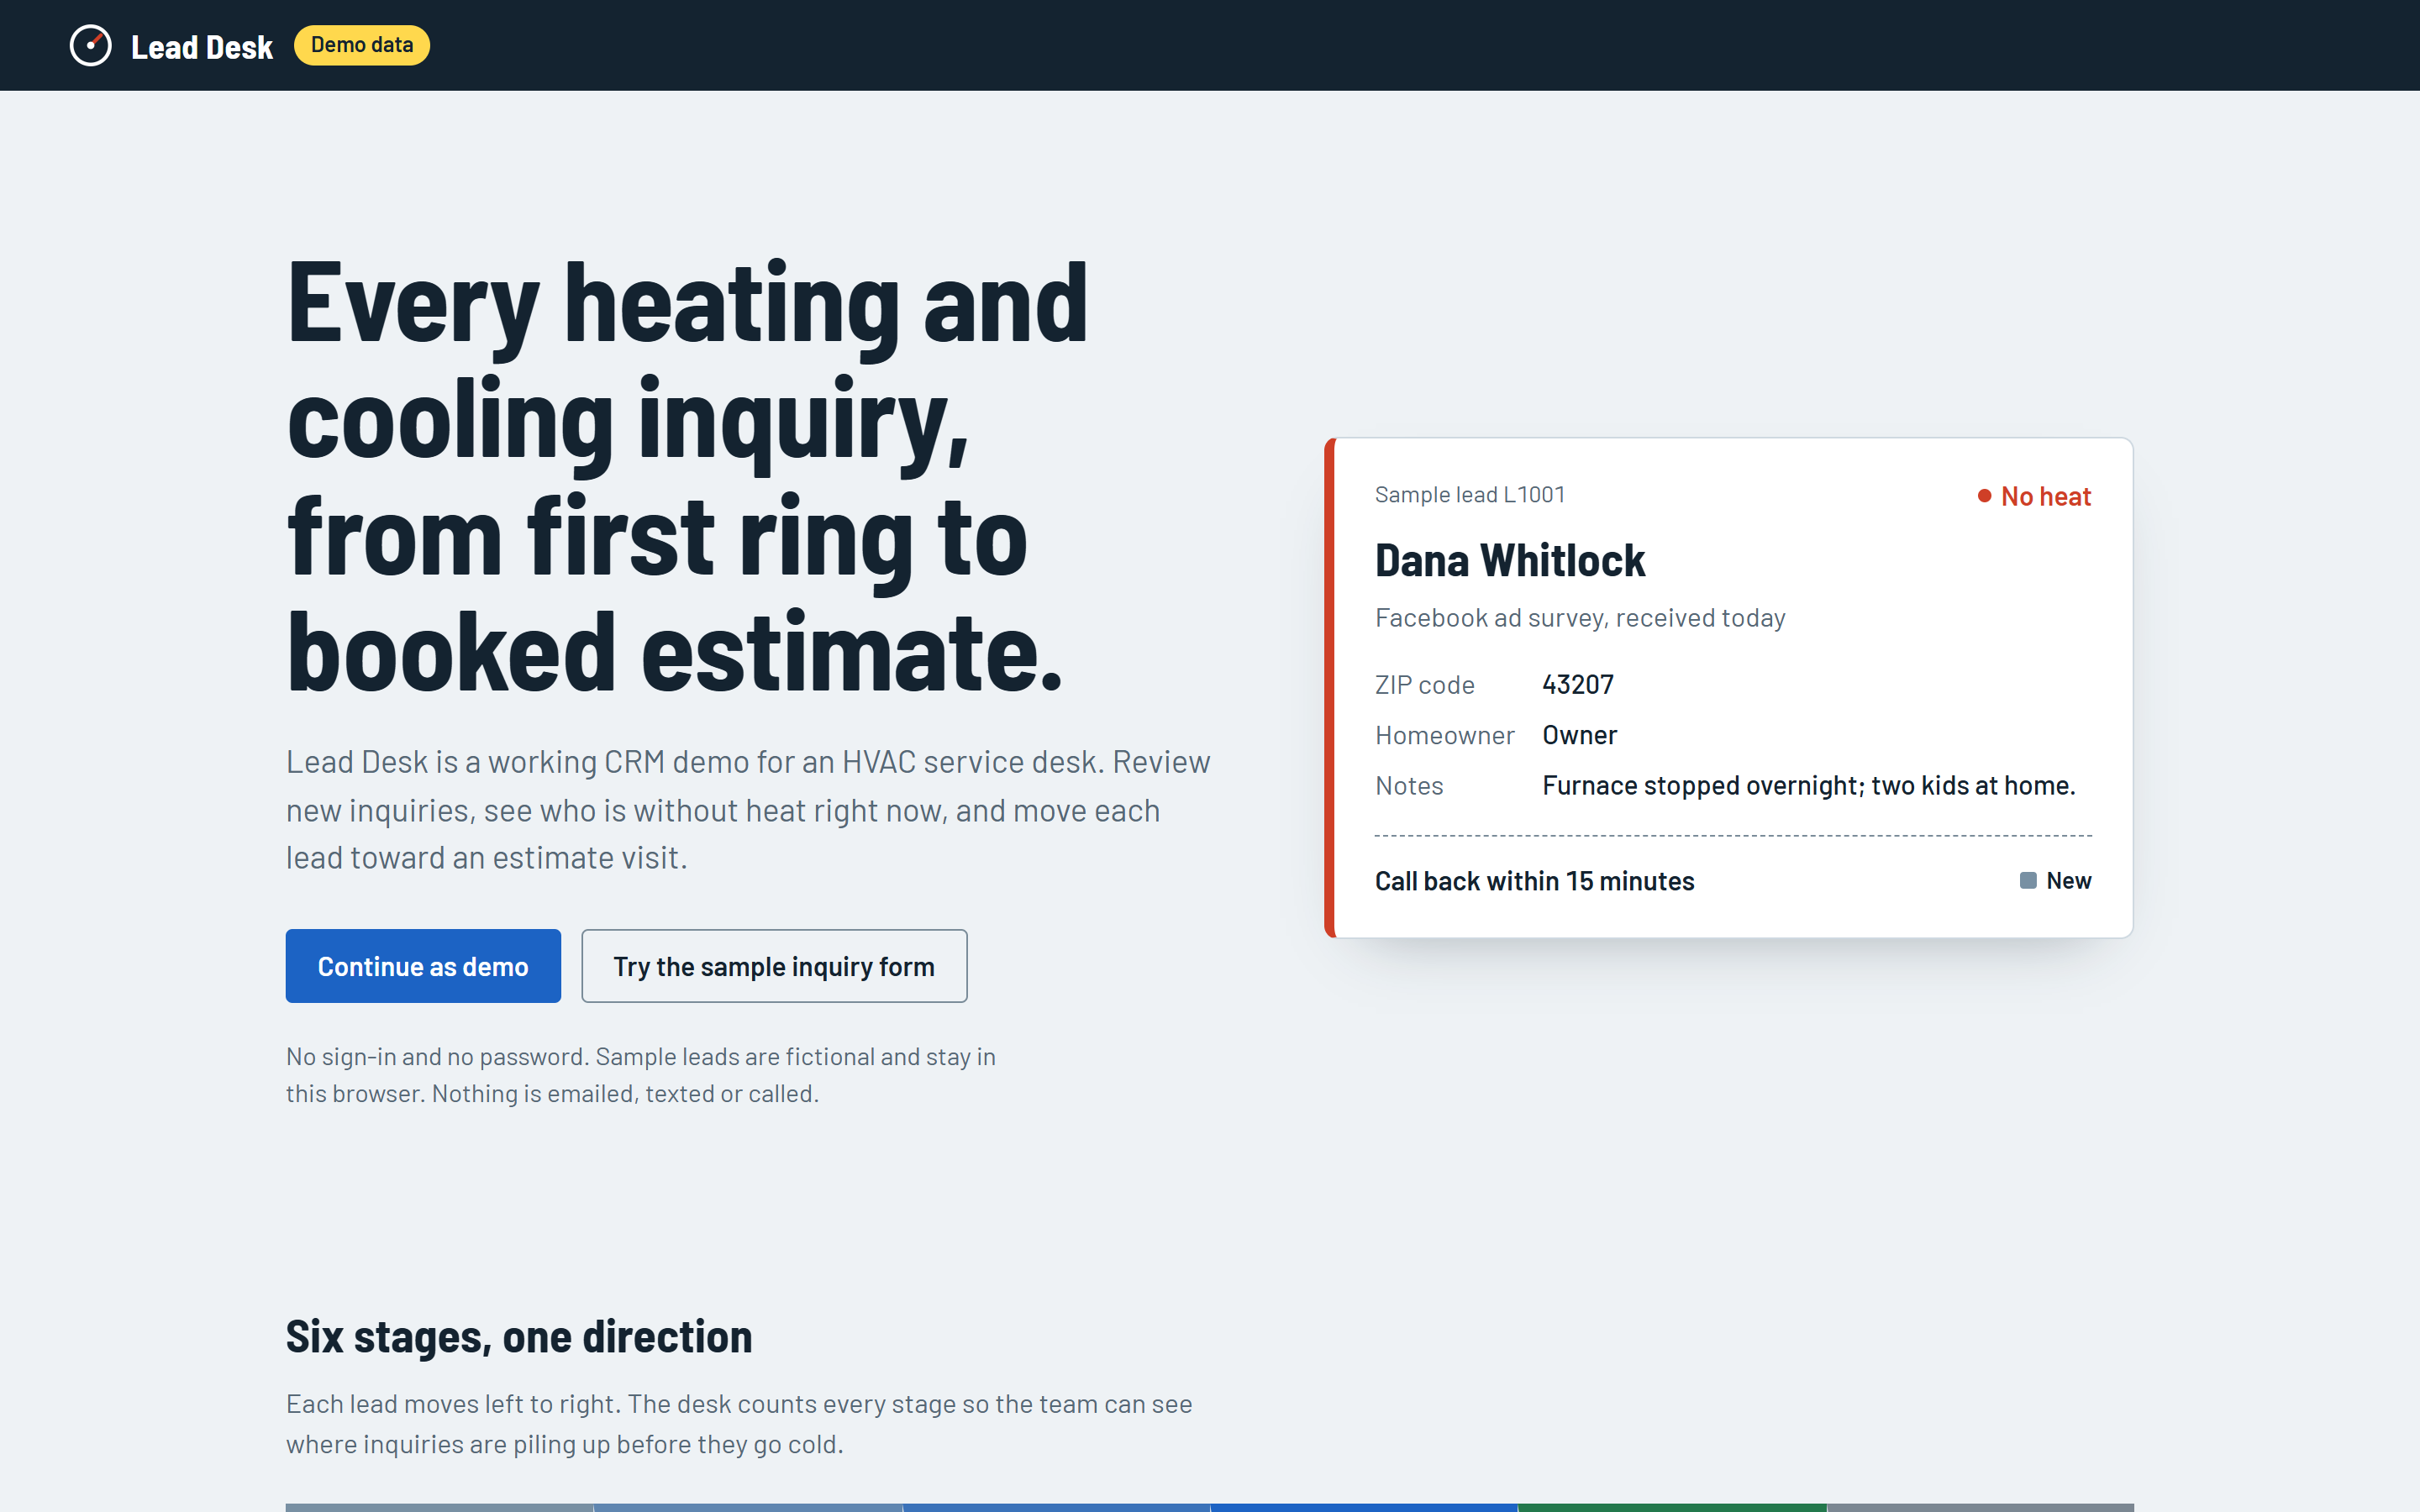 Lead Desk
Demo data
Every heating and
cooling inquiry,
from first ring to
booked estimate.
Lead Desk is a working CRM demo for an HVAC service desk. Review
new inquiries, see who is without heat right now, and move each
lead toward an estimate visit.
Continue as demo
Try the sample inquiry form
No sign-in and no password. Sample leads are fictional and stay in
this browser. Nothing is emailed, texted or called.
Sample lead L1001
No heat
Dana Whitlock
Facebook ad survey, received today
ZIP code 43207
Homeowner Owner
Notes Furnace stopped overnight; two kids at home.
Call back within 15 minutes
New
Six stages, one direction
Each lead moves left to right. The desk counts every stage so the team can see
where inquiries are piling up before they go cold.